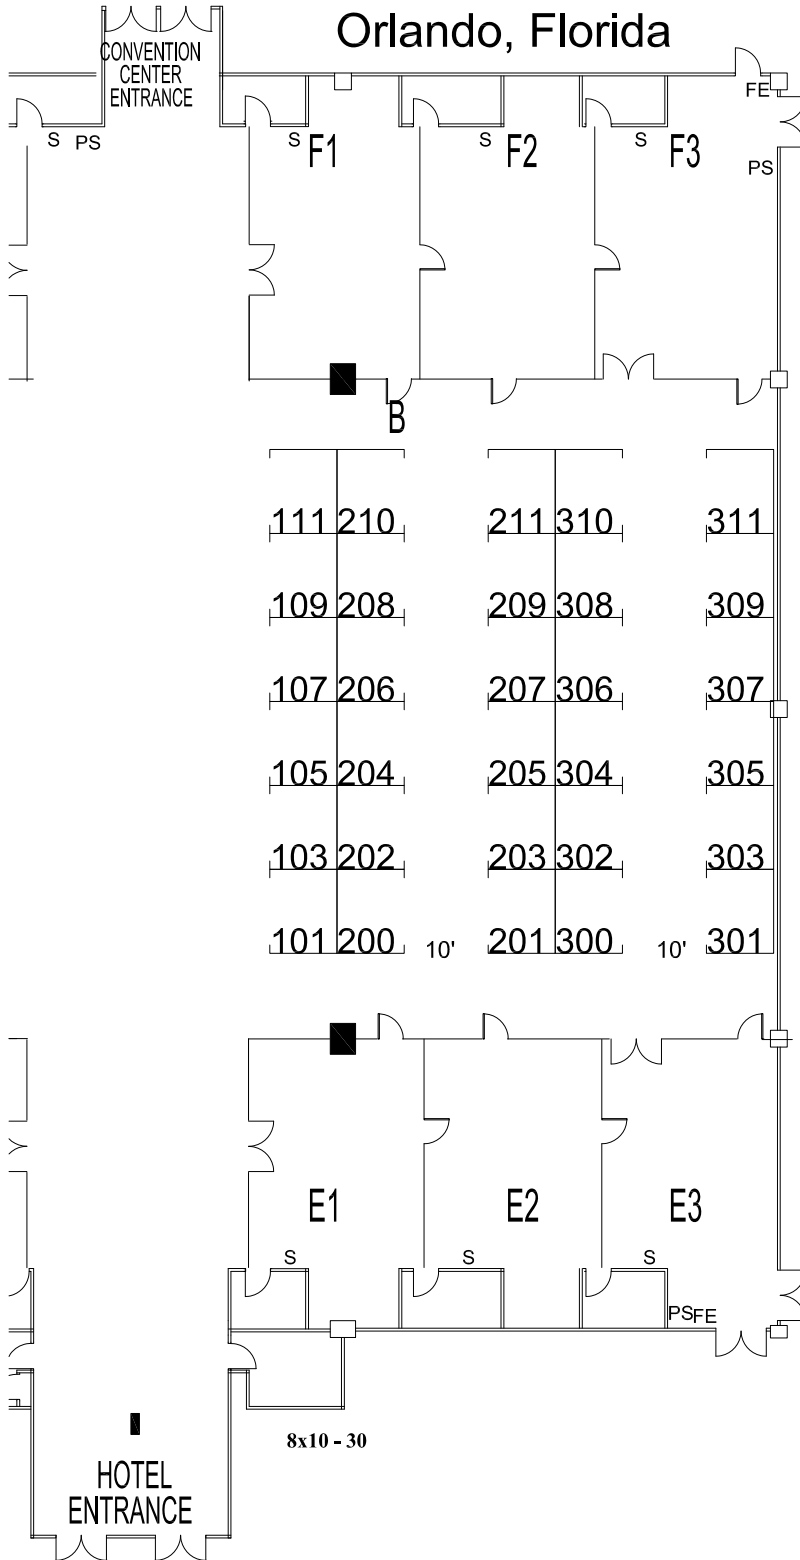 Orlando, Florida
CONVENTION
CENTER
ENTRANCE
FE
S PS S S S
F1 F2 F3
PS
B
111 210 211 310 311
109 208 209 308 309
107 206 207 306 307
105 204 205 304 305
103 202 203 302 303
101 200 10' 201 300 10' 301
E1 E2 E3
S S S
PS FE
8x10 - 30
HOTEL
ENTRANCE